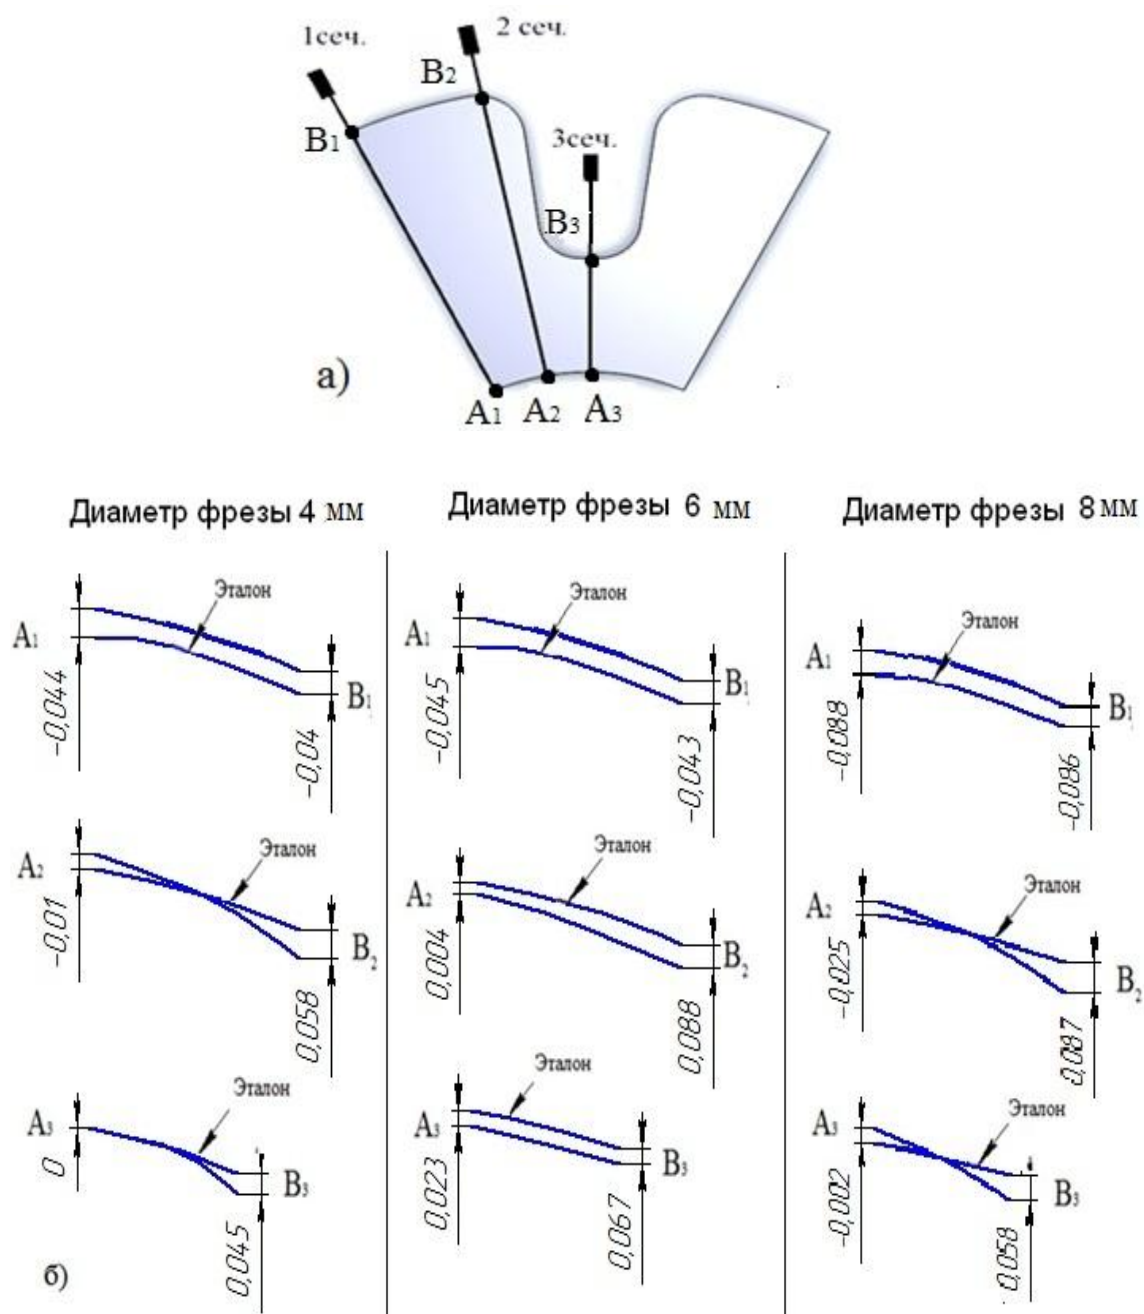 1сеч.
2 сеч.
B1
B2
3сеч.
B3
а)
A1
A2
A3
Диаметр фрезы 4 мм
Эталон
A1
B1
-0,044
-0,04
Эталон
A2
B2
-0,01
0,058
Эталон
A3
B3
0
0,045
Диаметр фрезы 6 мм
Эталон
A1
B1
-0,045
-0,043
Эталон
A2
B2
0,004
0,088
Эталон
A3
B3
0,023
0,067
Диаметр фрезы 8 мм
Эталон
A1
B1
-0,088
-0,086
Эталон
A2
B2
-0,025
0,087
Эталон
A3
B3
-0,002
0,058
б)